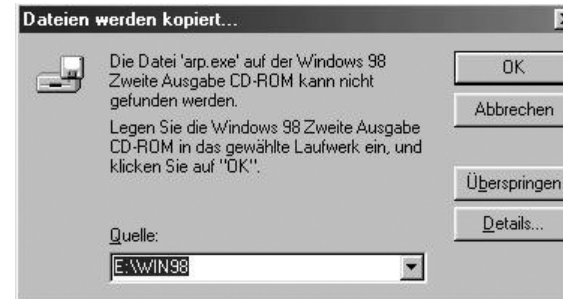 Dateien werden kopiert...
Die Datei 'arp.exe' auf der Windows 98
Zweite Ausgabe CD-ROM kann nicht
gefunden werden.
Legen Sie die Windows 98 Zweite Ausgabe
CD-ROM in das gewählte Laufwerk ein, und
klicken Sie auf "OK".
Quelle:
E:\WIN98
OK
Abbrechen
Überspringen
Details...